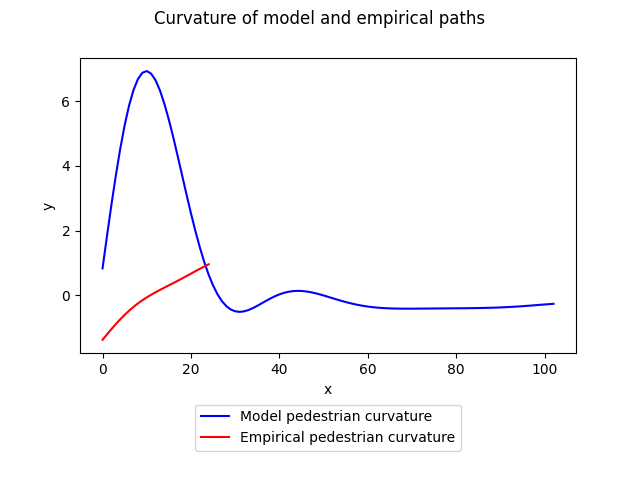 Curvature of model and empirical paths
6
4
2
0
y
0 20 40 60 80 100
x
Model pedestrian curvature
Empirical pedestrian curvature